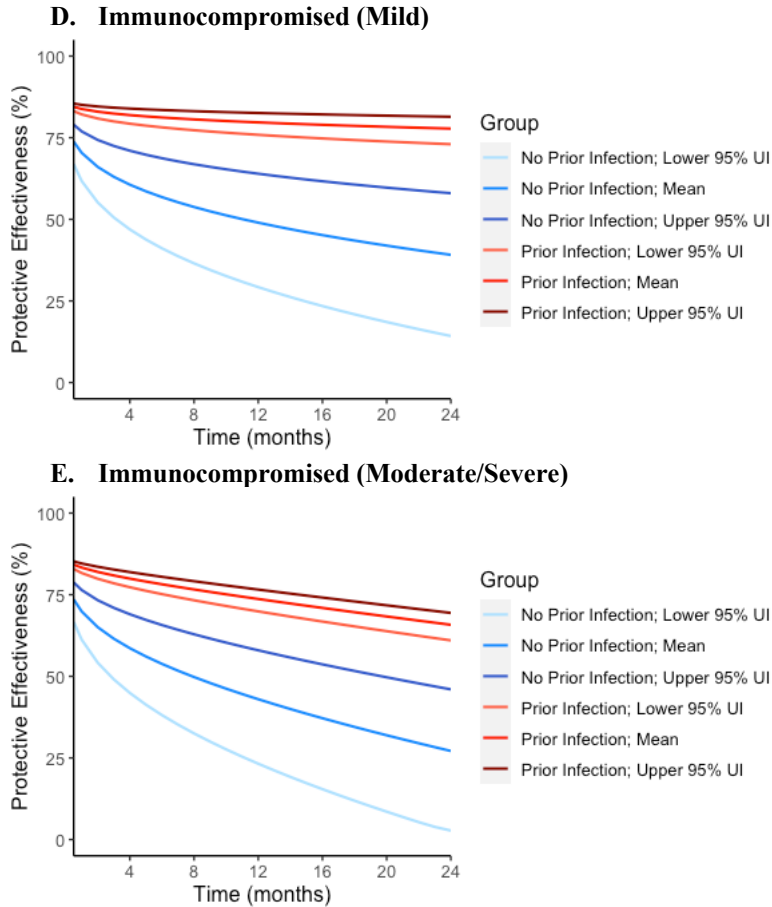 D. Immunocompromised (Mild)
100
75
50
25
0
Protective Effectiveness (%)
4 8 12 16 20 24
Time (months)
Group
No Prior Infection; Lower 95% UI
No Prior Infection; Mean
No Prior Infection; Upper 95% UI
Prior Infection; Lower 95% UI
Prior Infection; Mean
Prior Infection; Upper 95% UI
E. Immunocompromised (Moderate/Severe)
100
75
50
25
0
Protective Effectiveness (%)
4 8 12 16 20 24
Time (months)
Group
No Prior Infection; Lower 95% UI
No Prior Infection; Mean
No Prior Infection; Upper 95% UI
Prior Infection; Lower 95% UI
Prior Infection; Mean
Prior Infection; Upper 95% UI